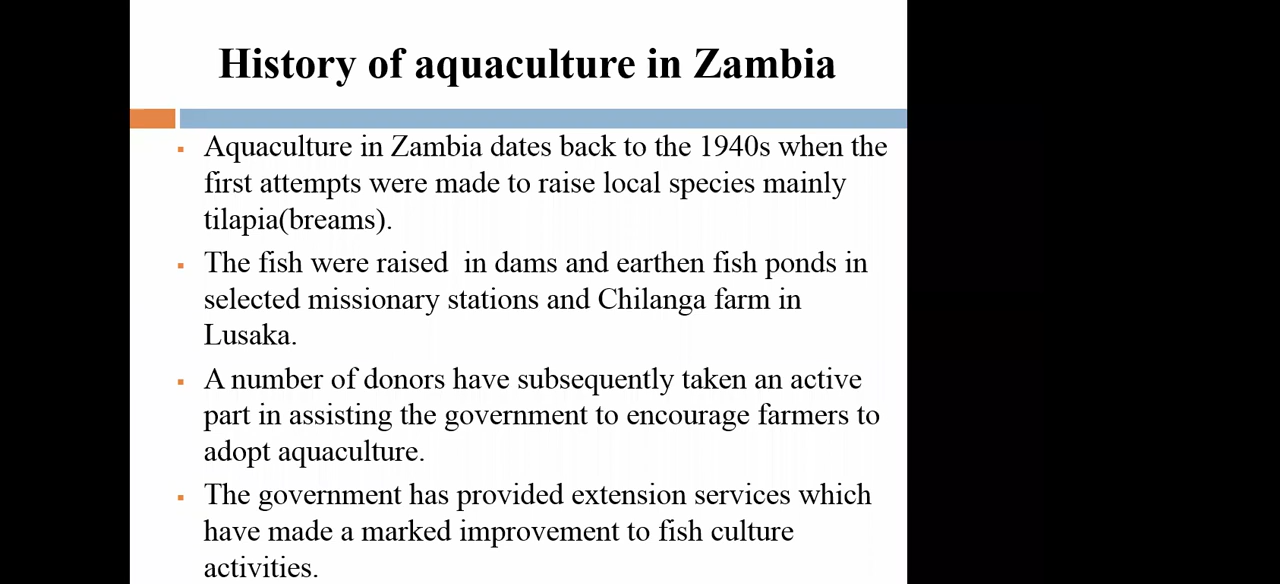 History of aquaculture in Zambia
Aquaculture in Zambia dates back to the 1940s when the
first attempts were made to raise local species mainly
tilapia(breams).
The fish were raised  in dams and earthen fish ponds in
selected missionary stations and Chilanga farm in
Lusaka.
A number of donors have subsequently taken an active
part in assisting the government to encourage farmers to
adopt aquaculture.
The government has provided extension services which
have made a marked improvement to fish culture
activities.